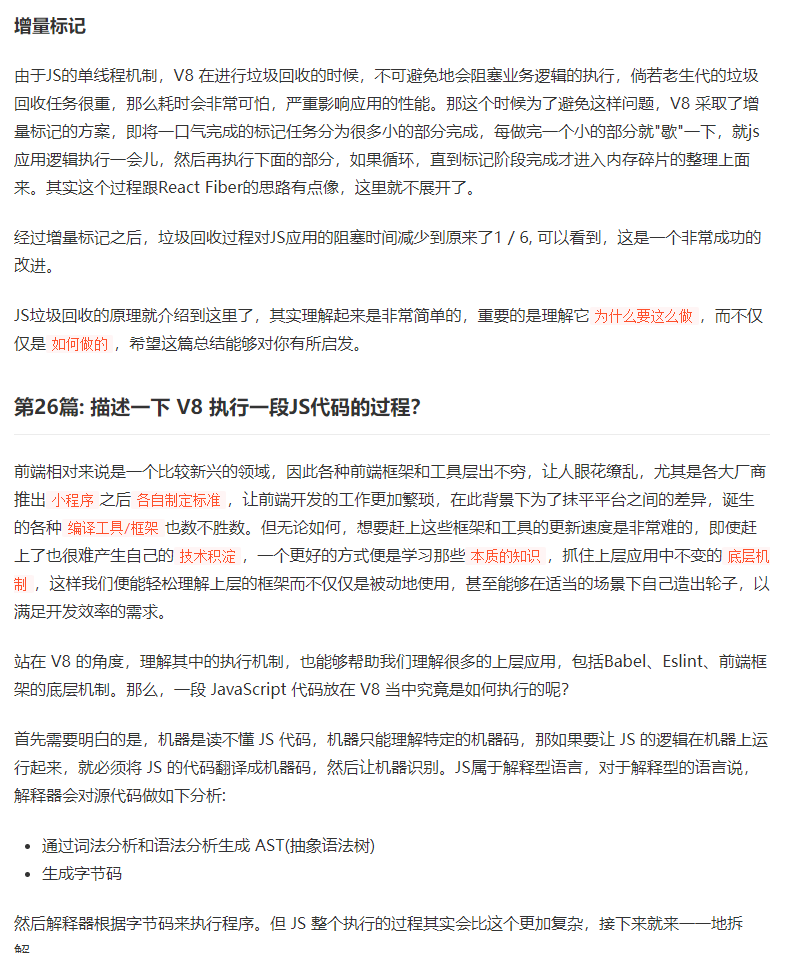 增量标记
由于JS的单线程机制，V8 在进行垃圾回收的时候，不可避免地会阻塞业务逻辑的执行，倘若老生代的垃圾
回收任务很重，那么耗时会非常可怕，严重影响应用的性能。那这个时候为了避免这样问题，V8 采取了增
量标记的方案，即将一口气完成的标记任务分为很多小的部分完成，每做完一个小的部分就"歇"一下，就js
应用逻辑执行一会儿，然后再执行下面的部分，如果循环，直到标记阶段完成才进入内存碎片的整理上面
来。其实这个过程跟React Fiber的思路有点像，这里就不展开了。
经过增量标记之后，垃圾回收过程对JS应用的阻塞时间减少到原来了1 / 6, 可以看到，这是一个非常成功的
改进。
JS垃圾回收的原理就介绍到这里了，其实理解起来是非常简单的，重要的是理解它 为什么要这么做 ，而不仅
仅是 如何做的 ，希望这篇总结能够对你有所启发。
第26篇: 描述一下 V8 执行一段JS代码的过程？
前端相对来说是一个比较新兴的领域，因此各种前端框架和工具层出不穷，让人眼花缭乱，尤其是各大厂商
推出 小程序 之后 各自制定标准 ，让前端开发的工作更加繁琐，在此背景下为了抹平平台之间的差异，诞生
的各种 编译工具/框架 也数不胜数。但无论如何，想要赶上这些框架和工具的更新速度是非常难的，即使赶
上了也很难产生自己的 技术积淀 ，一个更好的方式便是学习那些 本质的知识 ，抓住上层应用中不变的 底层机
制 ，这样我们便能轻松理解上层的框架而不仅仅是被动地使用，甚至能够在适当的场景下自己造出轮子，以
满足开发效率的需求。
站在 V8 的角度，理解其中的执行机制，也能够帮助我们理解很多的上层应用，包括Babel、Eslint、前端框
架的底层机制。那么，一段 JavaScript 代码放在 V8 当中究竟是如何执行的呢？
首先需要明白的是，机器是读不懂 JS 代码，机器只能理解特定的机器码，那如果要让 JS 的逻辑在机器上运
行起来，就必须将 JS 的代码翻译成机器码，然后让机器识别。JS属于解释型语言，对于解释型的语言说，
解释器会对源代码做如下分析:
• 通过词法分析和语法分析生成 AST(抽象语法树)
• 生成字节码
然后解释器根据字节码来执行程序。但 JS 整个执行的过程其实会比这个更加复杂，接下来就来一一地拆
解